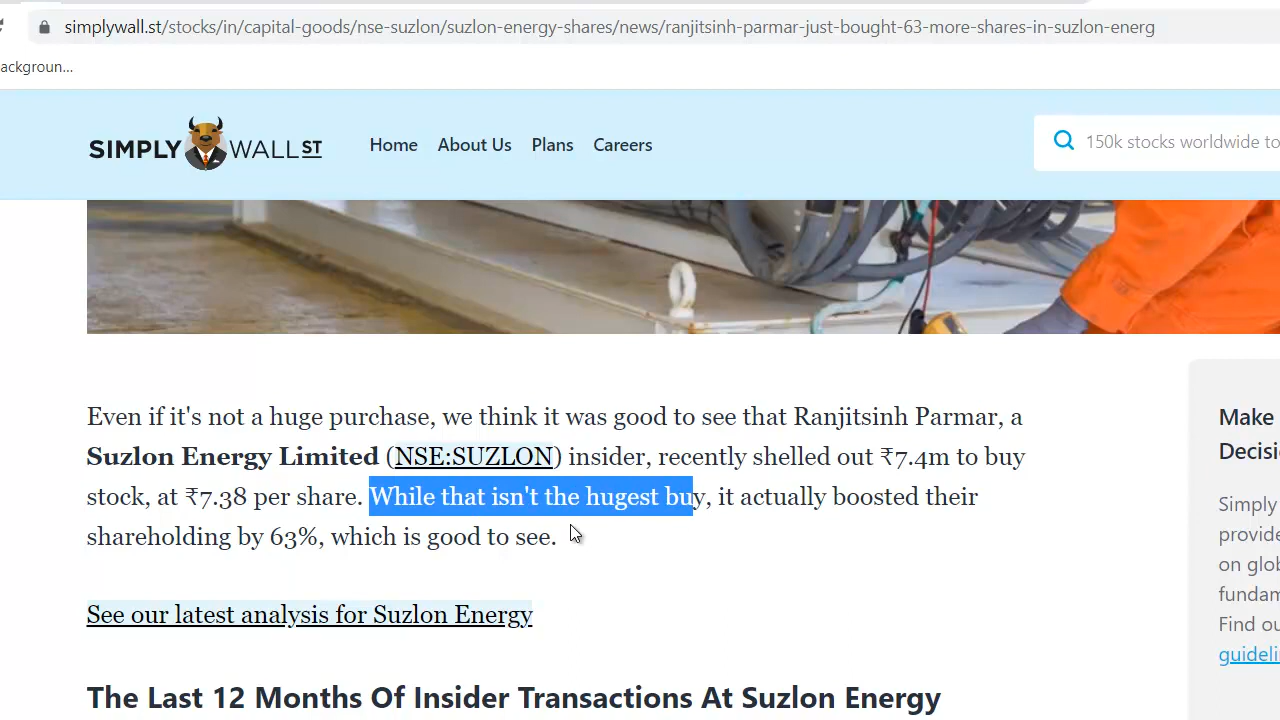 simplywall.st/stocks/in/capital-goods/nse-suzlon/suzlon-energy-shares/news/ranjitsinh-parmar-just-bought-63-more-shares-in-suzlon-energ
ackgroun...
SIMPLY WALL ST
Home About Us Plans Careers
150k stocks worldwide to
Even if it's not a huge purchase, we think it was good to see that Ranjitsinh Parmar, a
Suzlon Energy Limited (NSE:SUZLON) insider, recently shelled out ₹7.4m to buy
stock, at ₹7.38 per share. While that isn't the hugest buy, it actually boosted their
shareholding by 63%, which is good to see.
See our latest analysis for Suzlon Energy
The Last 12 Months Of Insider Transactions At Suzlon Energy
Make
Decisi
Simply
provide
on glob
fundam
Find ou
guideli